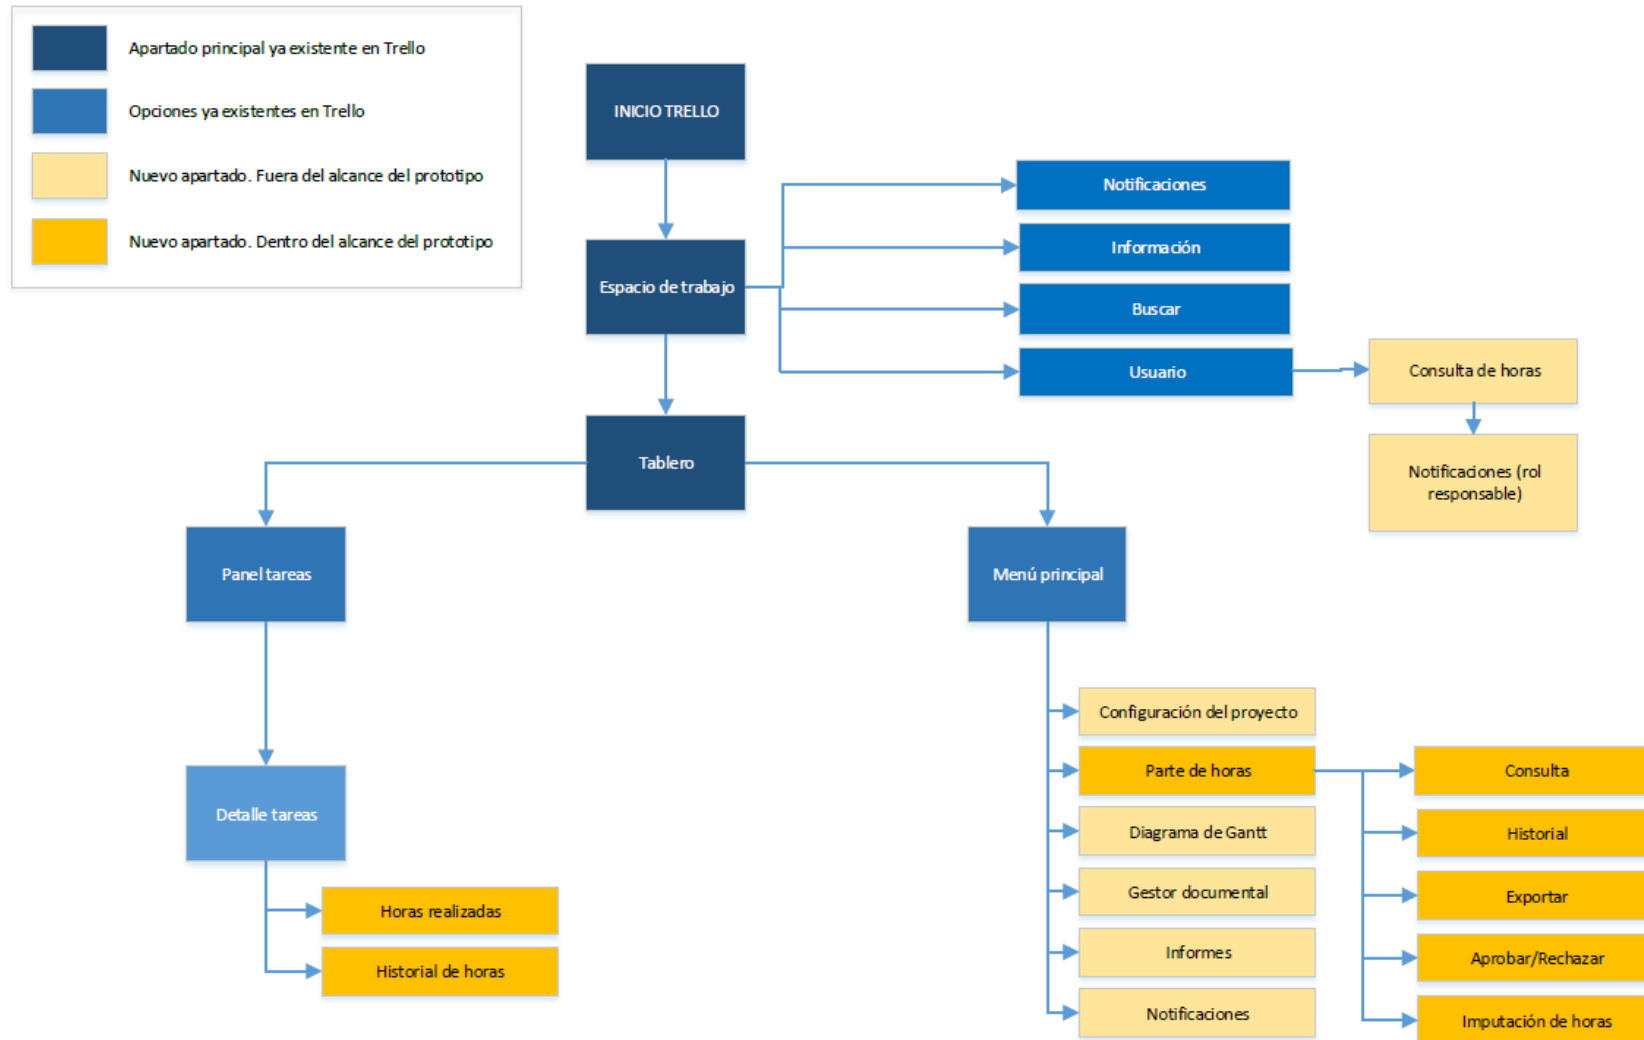 Apartado principal ya existente en Trello
Opciones ya existentes en Trello
Nuevo apartado. Fuera del alcance del prototipo
Nuevo apartado. Dentro del alcance del prototipo
INICIO TRELLO
Espacio de trabajo
Notificaciones
Información
Buscar
Usuario
Consulta de horas
Notificaciones (rol
responsable)
Tablero
Panel tareas
Menú principal
Detalle tareas
Horas realizadas
Historial de horas
Configuración del proyecto
Parte de horas
Diagrama de Gantt
Gestor documental
Informes
Notificaciones
Consulta
Historial
Exportar
Aprobar/Rechazar
Imputación de horas